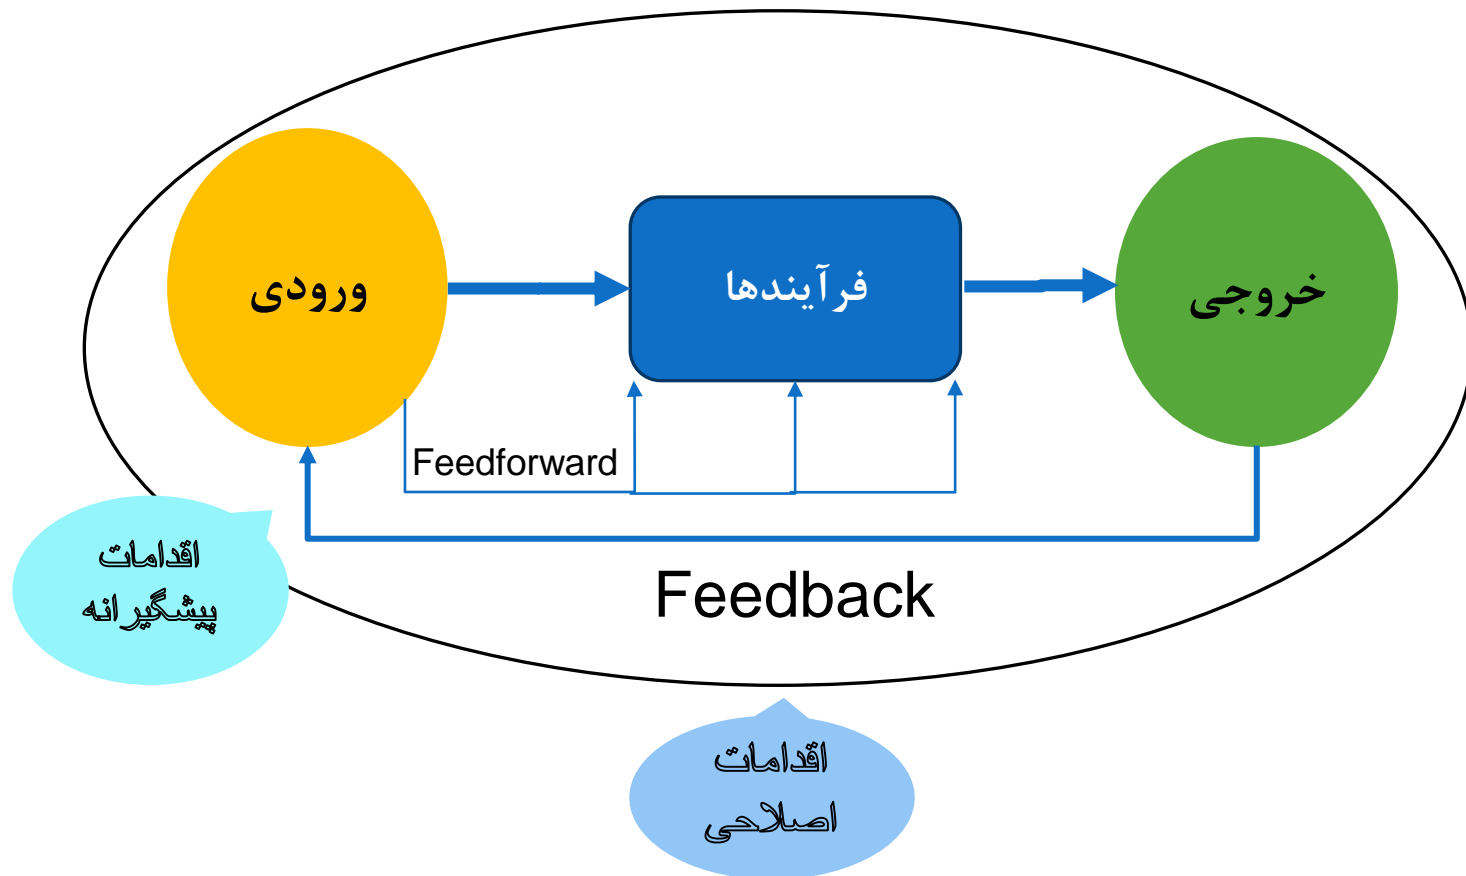 ورودی
فرآیندها
خروجی
Feedforward
Feedback
اقدامات
پیشگیرانه
اقدامات
اصلاحی